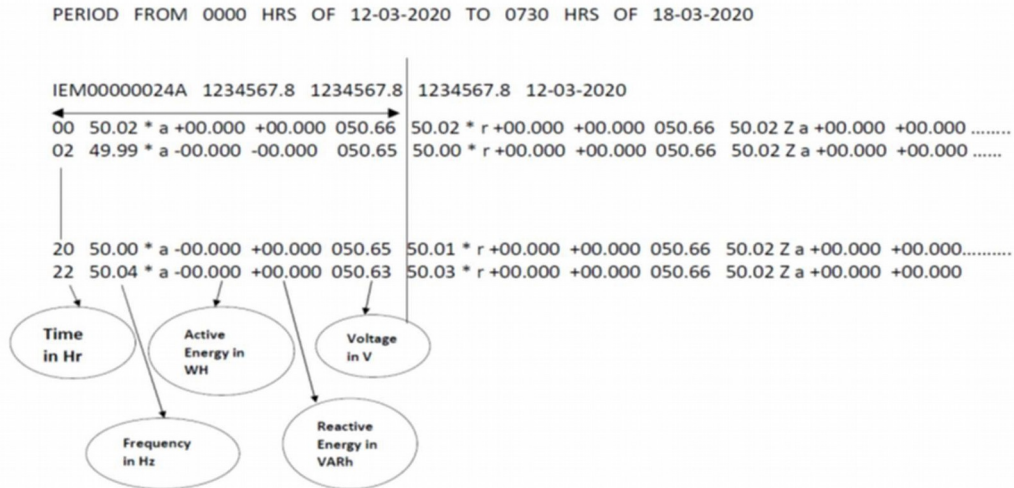 PERIOD FROM 0000 HRS OF 12-03-2020 TO 0730 HRS OF 18-03-2020
IEM00000024A 1234567.8 1234567.8 1234567.8 12-03-2020
00 50.02 * a +00.000 +00.000 050.66 50.02 * r +00.000 +00.000 050.66 50.02 Z a +00.000 +00.000 ........
02 49.99 * a -00.000 -00.000 050.65 50.00 * r +00.000 +00.000 050.66 50.02 Z a +00.000 +00.000 ......
20 50.00 * a -00.000 +00.000 050.65 50.01 * r +00.000 +00.000 050.66 50.02 Z a +00.000 +00.000..........
22 50.04 * a -00.000 +00.000 050.63 50.03 * r +00.000 +00.000 050.66 50.02 Z a +00.000 +00.000
Time
in Hr
Active
Energy in
WH
Voltage
in V
Frequency
in Hz
Reactive
Energy in
VARh